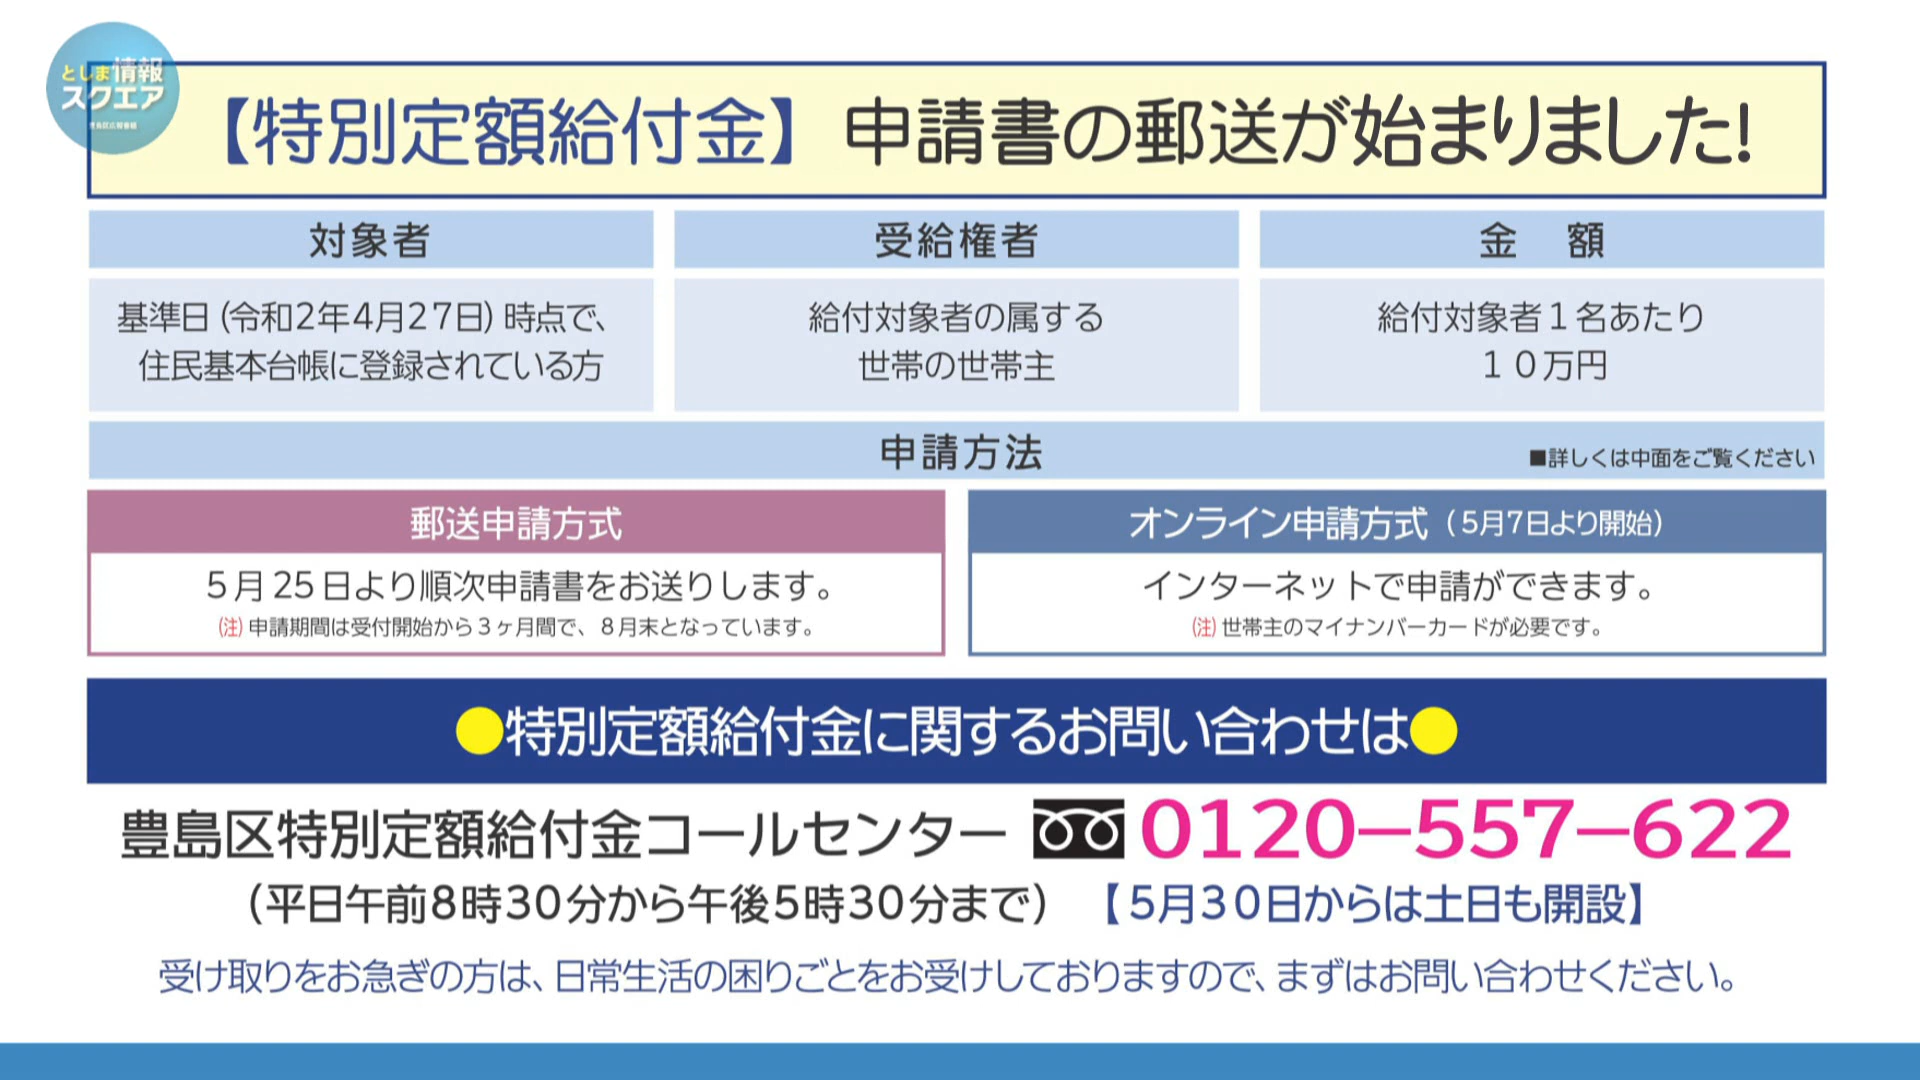 としま情報
スクエア
豊島区広報番組
【特別定額給付金】 申請書の郵送が始まりました!
対象者
基準日(令和2年4月27日)時点で、
住民基本台帳に登録されている方
受給権者
給付対象者の属する
世帯の世帯主
金 額
給付対象者1名あたり
10万円
申請方法
■詳しくは中面をご覧ください
郵送申請方式
5月25日より順次申請書をお送りします。
(注)申請期間は受付開始から3ヶ月間で、8月末となっています。
オンライン申請方式(5月7日より開始)
インターネットで申請ができます。
(注)世帯主のマイナンバーカードが必要です。
●特別定額給付金に関するお問い合わせは●
豊島区特別定額給付金コールセンター 0120-557-622
(平日午前8時30分から午後5時30分まで) 【5月30日からは土日も開設】
受け取りをお急ぎの方は、日常生活の困りごとをお受けしておりますので、まずはお問い合わせください。